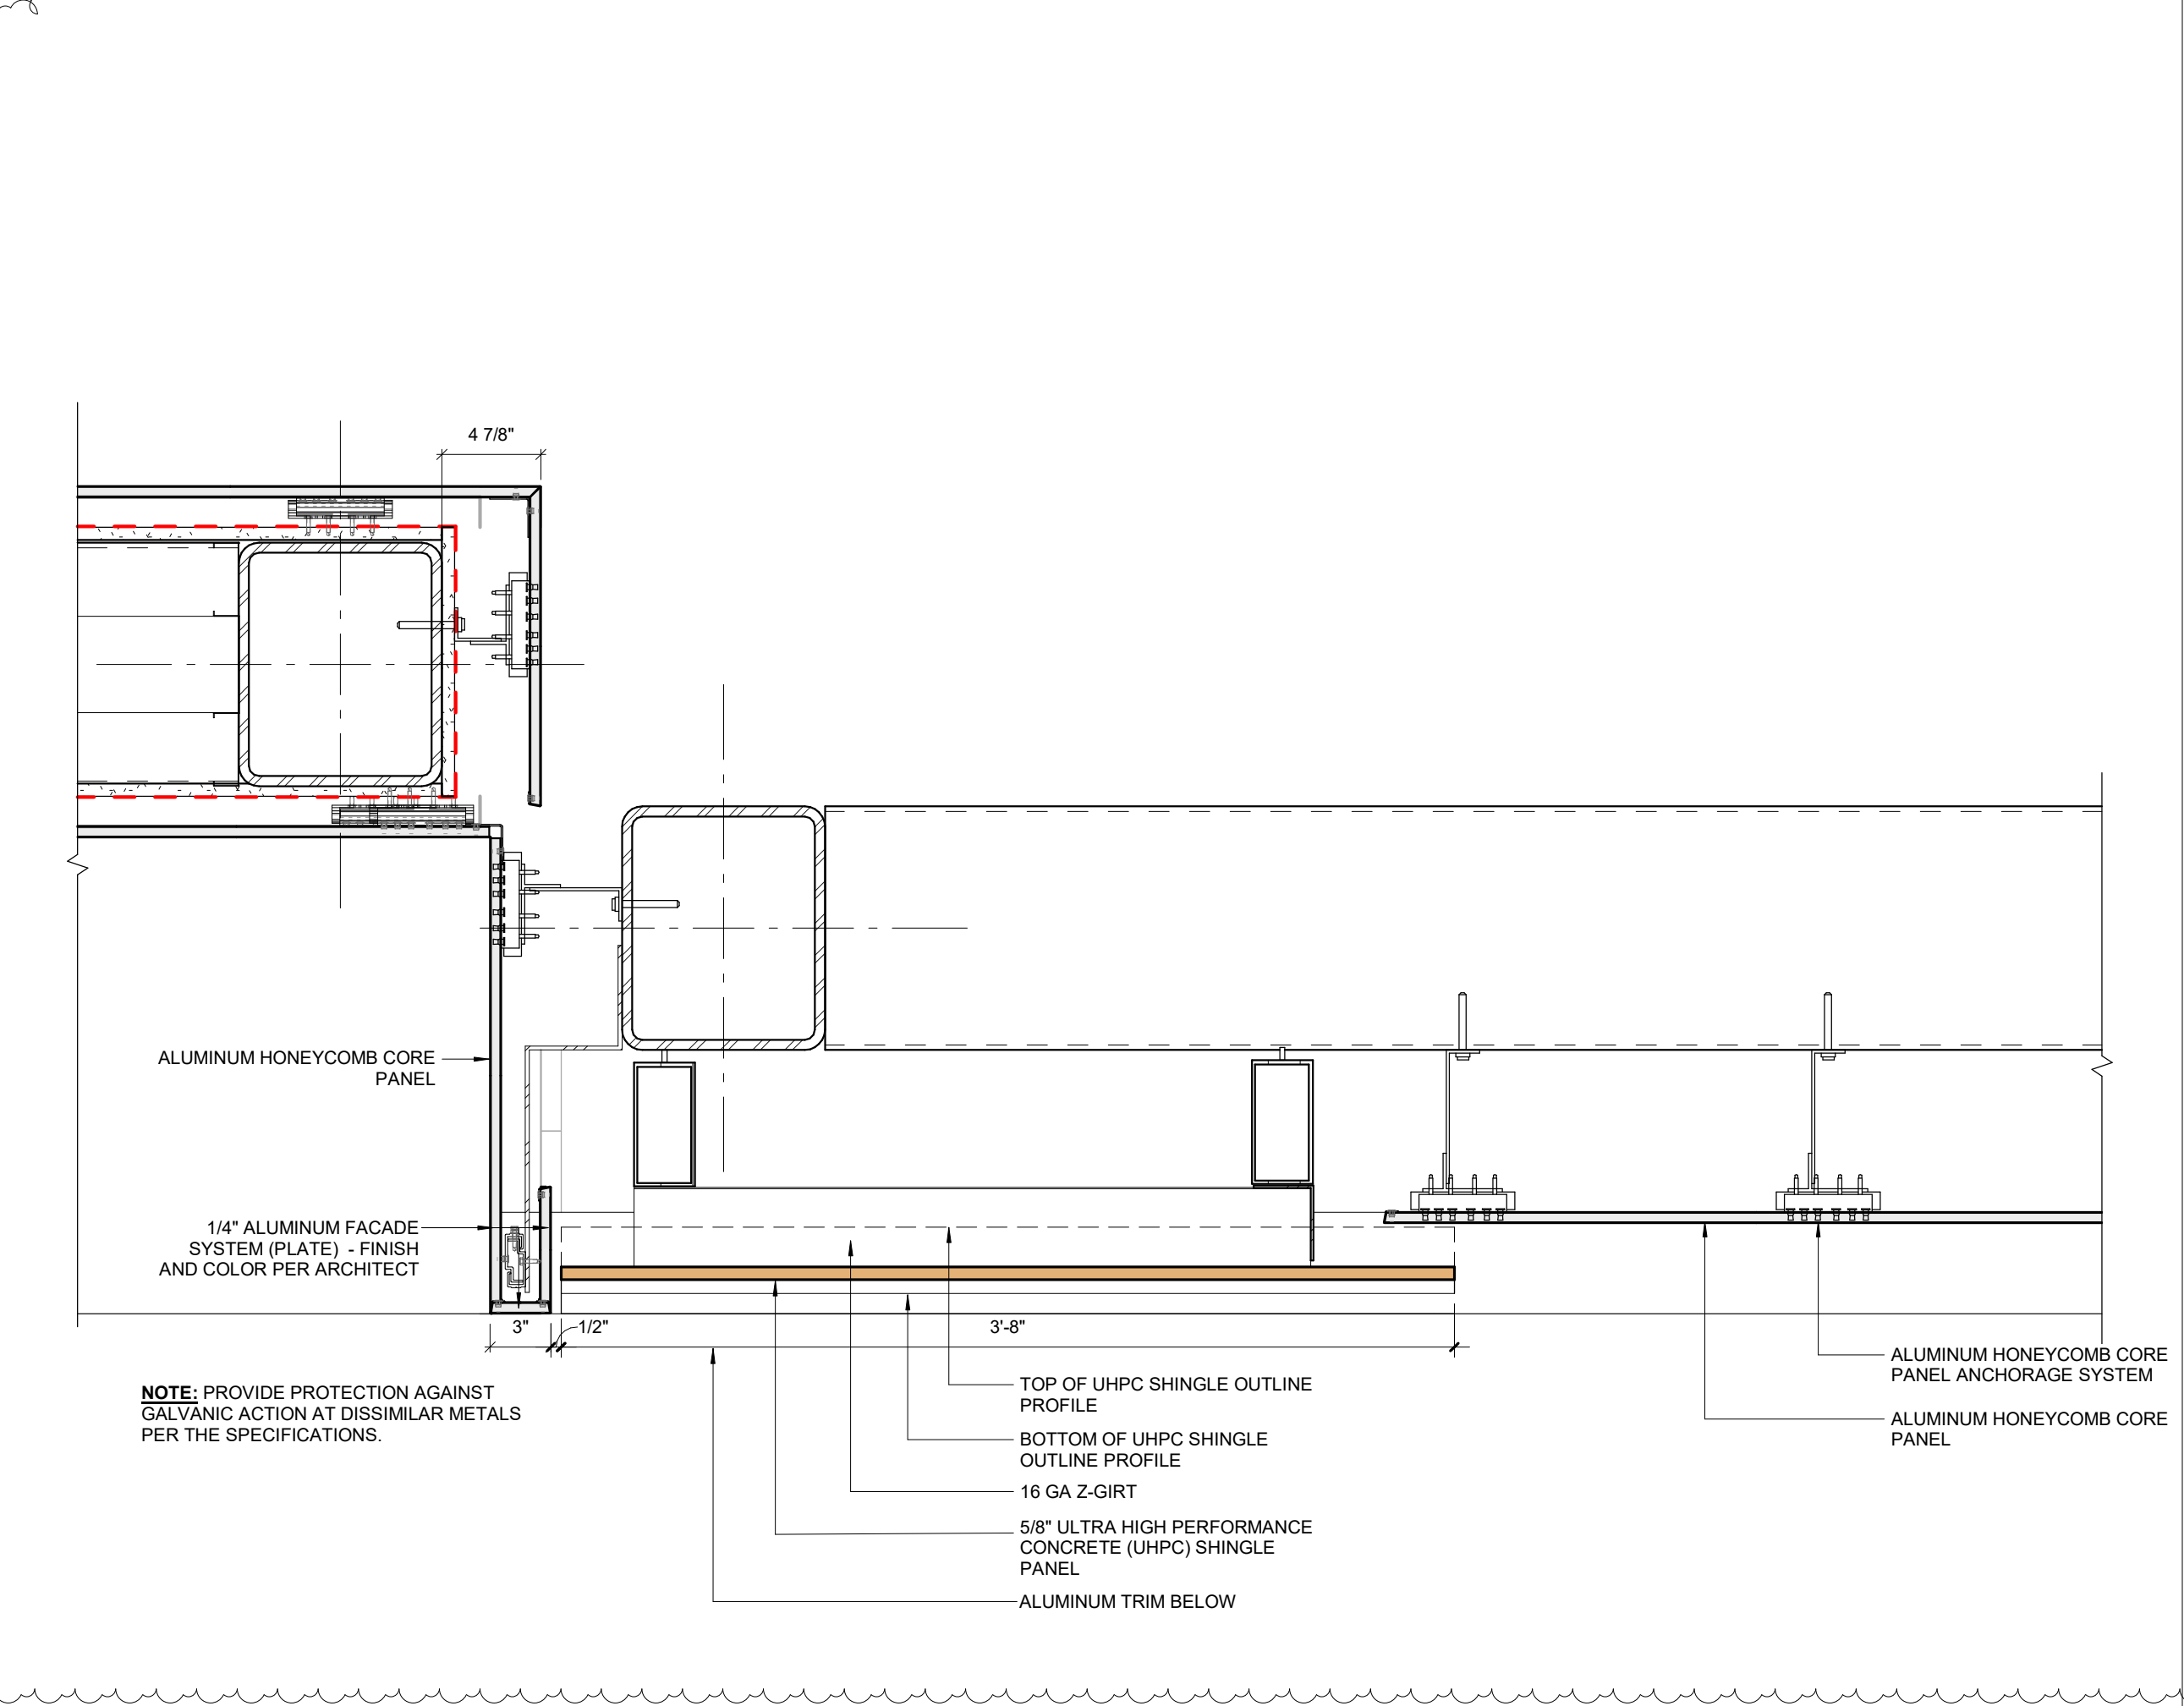 4 7/8"
ALUMINUM HONEYCOMB CORE
PANEL
1/4" ALUMINUM FACADE
SYSTEM (PLATE) - FINISH
AND COLOR PER ARCHITECT
3"
1/2"
3'-8"
NOTE: PROVIDE PROTECTION AGAINST
GALVANIC ACTION AT DISSIMILAR METALS
PER THE SPECIFICATIONS.
TOP OF UHPC SHINGLE OUTLINE
PROFILE
BOTTOM OF UHPC SHINGLE
OUTLINE PROFILE
16 GA Z-GIRT
5/8" ULTRA HIGH PERFORMANCE
CONCRETE (UHPC) SHINGLE
PANEL
ALUMINUM TRIM BELOW
ALUMINUM HONEYCOMB CORE
PANEL ANCHORAGE SYSTEM
ALUMINUM HONEYCOMB CORE
PANEL